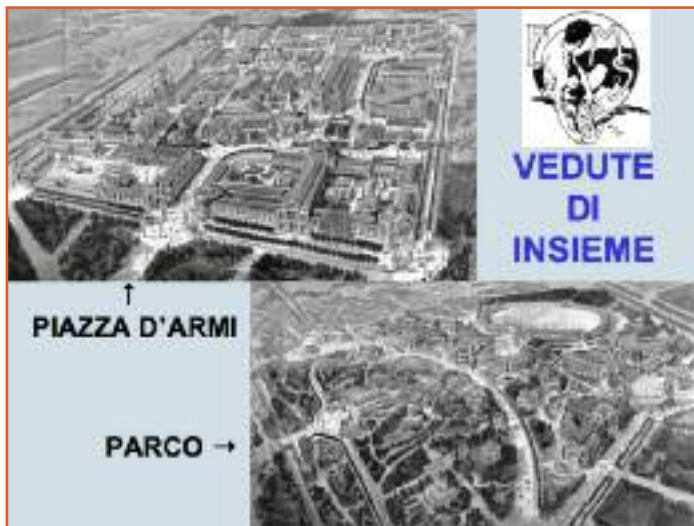 VEDUTE
DI
INSIEME
↑
PIAZZA D'ARMI
PARCO →